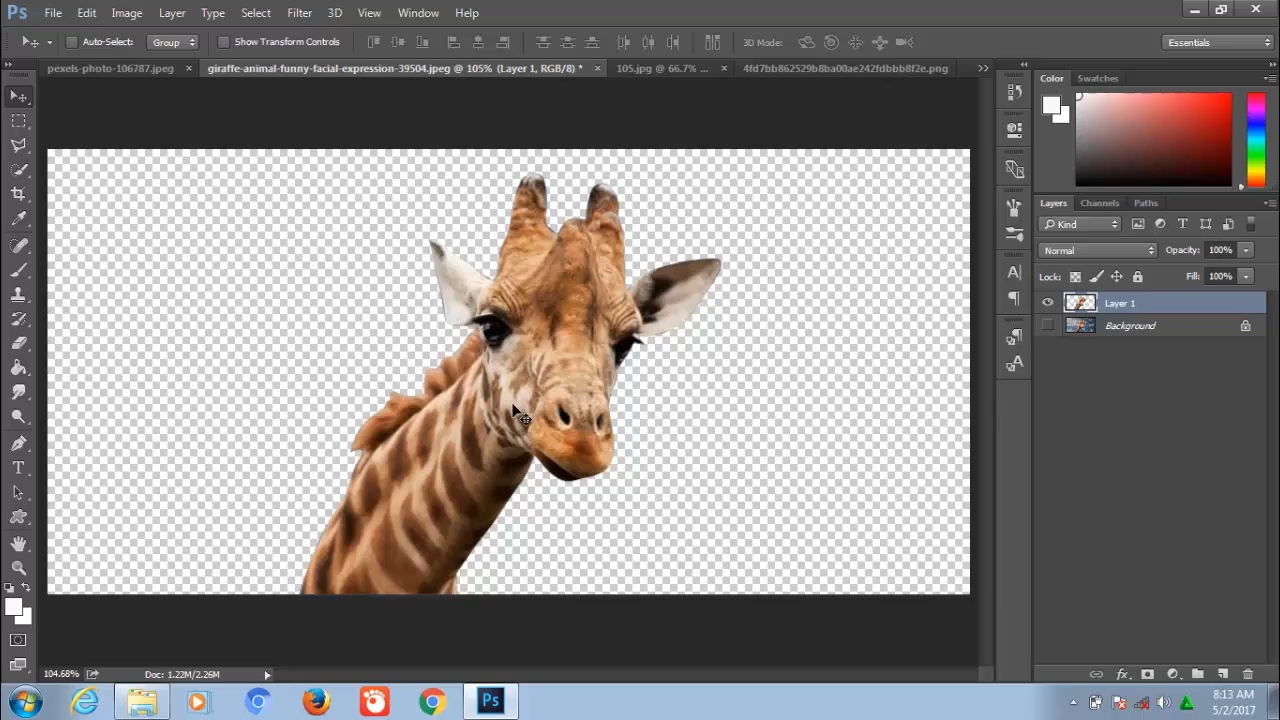 Ps File Edit Image Layer Type Select Filter 3D View Window Help
Auto-Select: Group Show Transform Controls 3D Mode: Essentials
pexels-photo-106787.jpeg × giraffe-animal-funny-facial-expression-39504.jpeg @ 105% (Layer 1, RGB/8) * × 105.jpg @ 66.7% ... × 4fd7bb862529b8ba00ae242fdbbb8f2e.png
Color Swatches
Layers Channels Paths
Kind
Normal Opacity: 100%
Lock: Fill: 100%
Layer 1
Background
104.68% Doc: 1.22M/2.26M
Ps
8:13 AM
5/2/2017